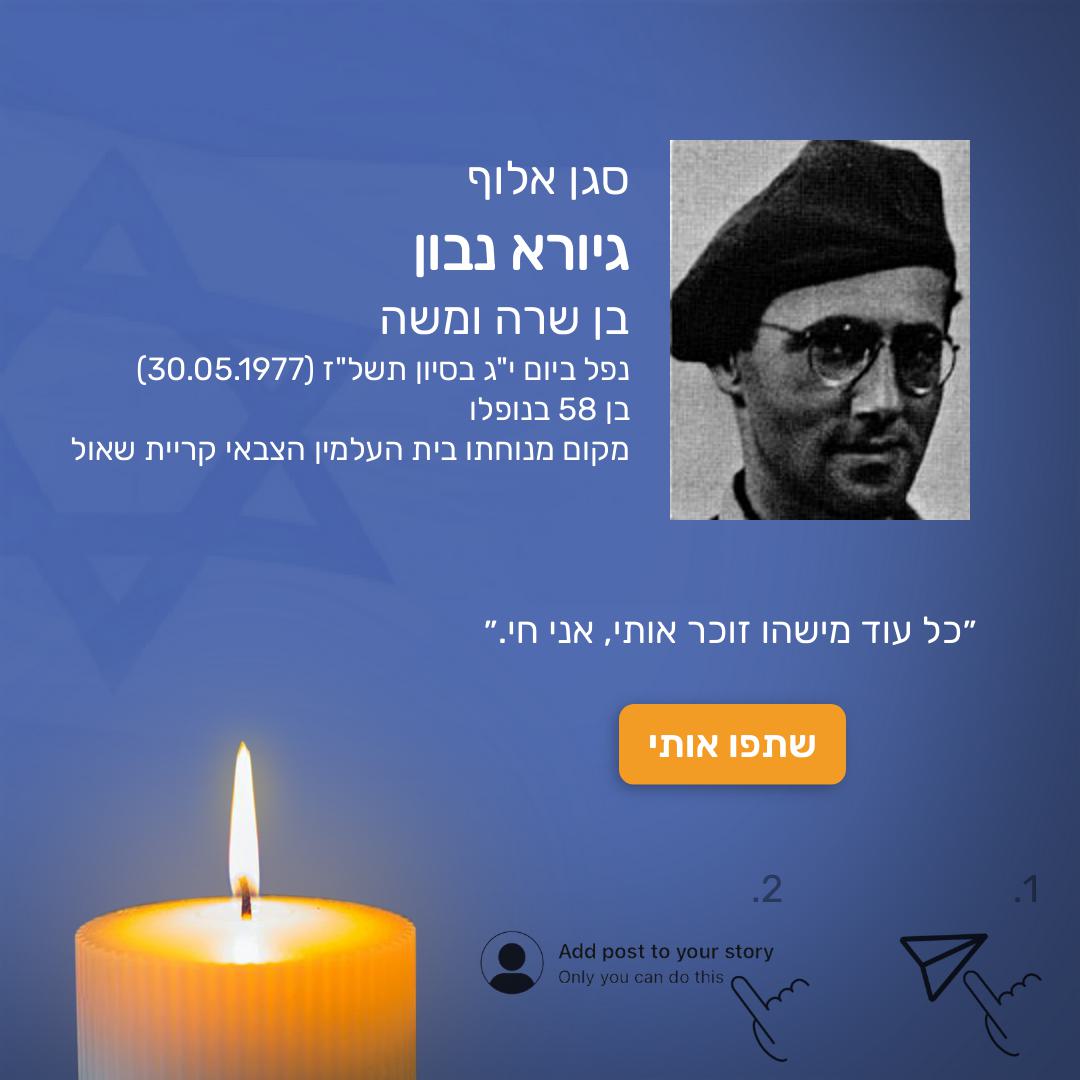 סגן אלוף
גיורא נבון
בן שרה ומשה
נפל ביום י"ג בסיון תשל"ז (30.05.1977)
בן 58 בנופלו
מקום מנוחתו בית העלמין הצבאי קריית שאול
״כל עוד מישהו זוכר אותי, אני חי.״
שתפו אותי
1.
2.
Add post to your story
Only you can do this